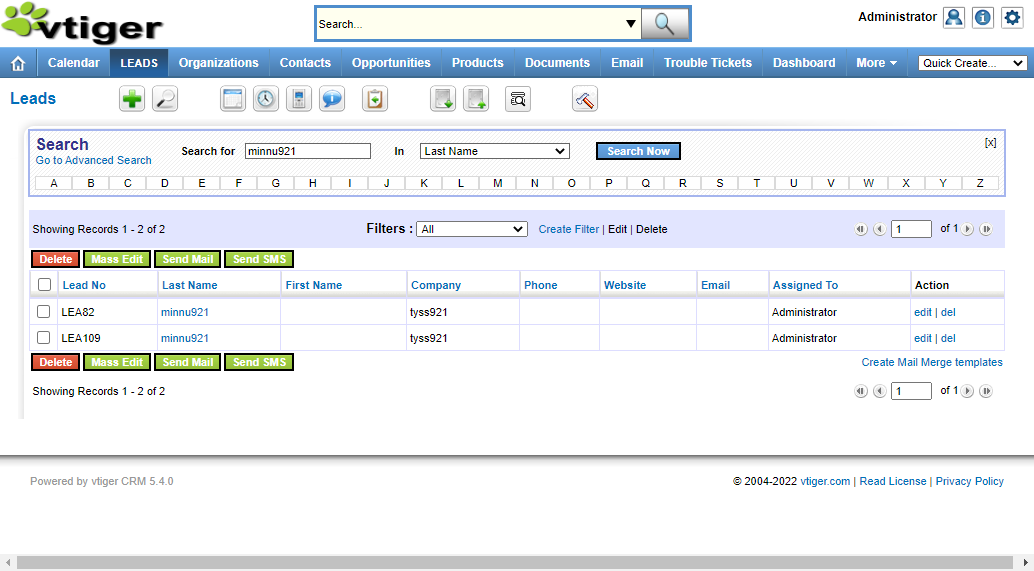 vtiger
Search...
Administrator
Calendar LEADS Organizations Contacts Opportunities Products Documents Email Trouble Tickets Dashboard More Quick Create...
Leads
Search
Go to Advanced Search
Search for minnu921 In Last Name Search Now
[x]
A B C D E F G H I J K L M N O P Q R S T U V W X Y Z
Showing Records 1 - 2 of 2 Filters : All Create Filter | Edit | Delete 1 of 1
Delete Mass Edit Send Mail Send SMS
Lead No Last Name First Name Company Phone Website Email Assigned To Action
LEA82 minnu921 tyss921 Administrator edit | del
LEA109 minnu921 tyss921 Administrator edit | del
Delete Mass Edit Send Mail Send SMS Create Mail Merge templates
Showing Records 1 - 2 of 2 1 of 1
Powered by vtiger CRM 5.4.0 © 2004-2022 vtiger.com | Read License | Privacy Policy